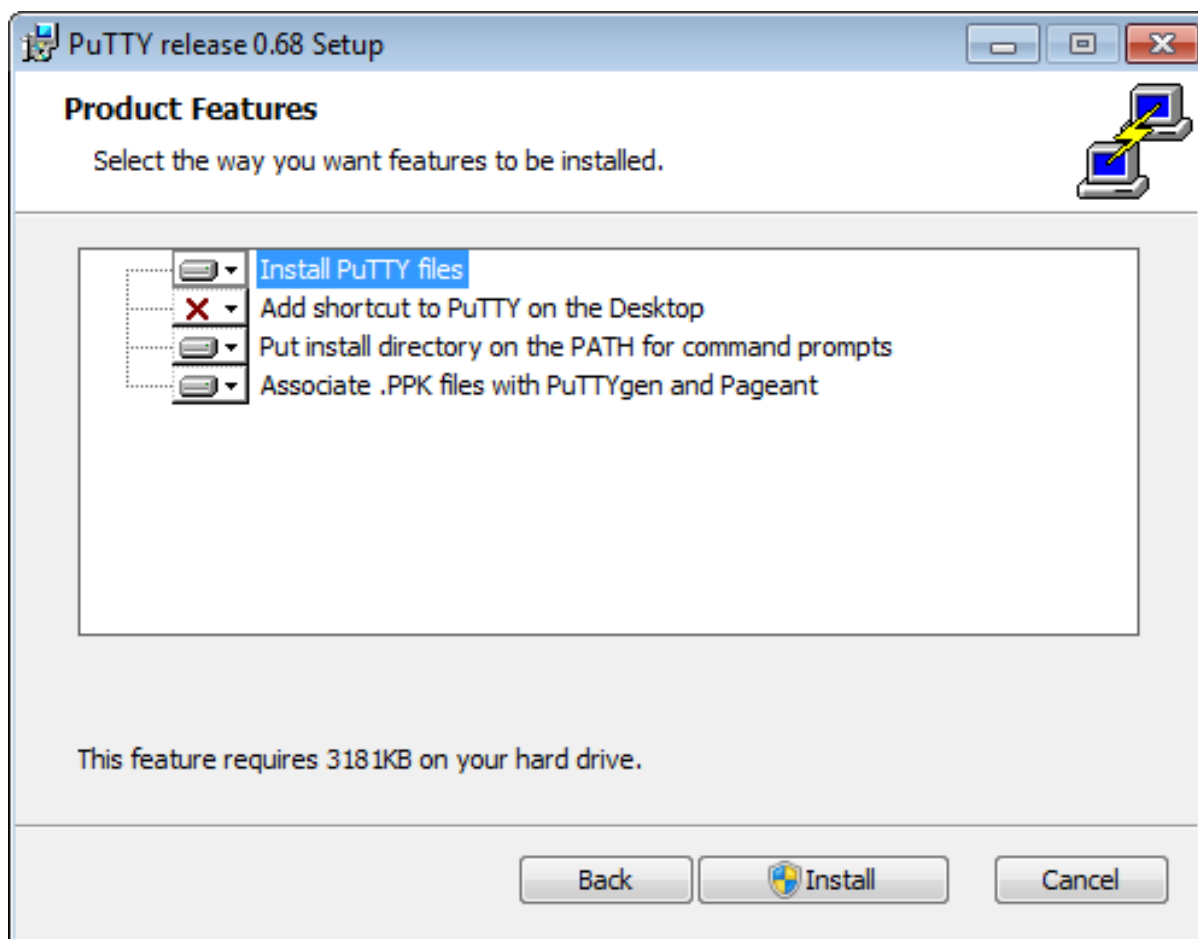 PuTTY release 0.68 Setup
Product Features
Select the way you want features to be installed.
Install PuTTY files
Add shortcut to PuTTY on the Desktop
Put install directory on the PATH for command prompts
Associate .PPK files with PuTTYgen and Pageant
This feature requires 3181KB on your hard drive.
Back Install Cancel